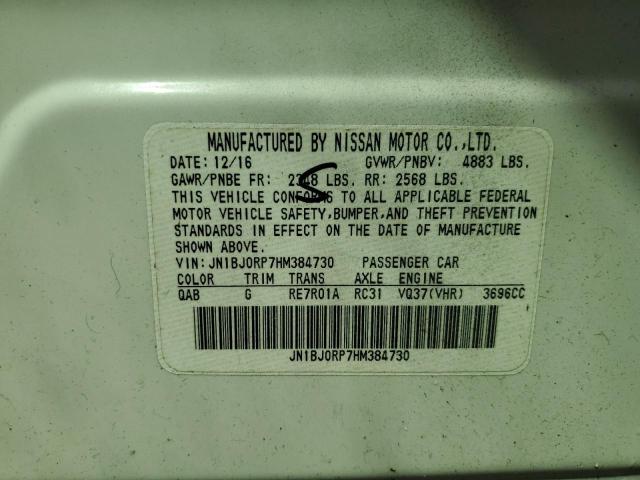 MANUFACTURED BY NISSAN MOTOR CO.,LTD.
DATE: 12/16 GVWR/PNBV: 4883 LBS.
GAWR/PNBE FR: LBS. RR: 2568 LBS.
THIS VEHICLE CONFORMS TO ALL APPLICABLE FEDERAL
MOTOR VEHICLE SAFETY,BUMPER,AND THEFT PREVENTION
STANDARDS IN EFFECT ON THE DATE OF MANUFACTURE
SHOWN ABOVE.
VIN: JN1BJ0RP7HM384730 PASSENGER CAR
COLOR TRIM TRANS AXLE ENGINE
QAB G RE7R01A RC31 VQ37(VHR) 3696CC
JN1BJ0RP7HM384730